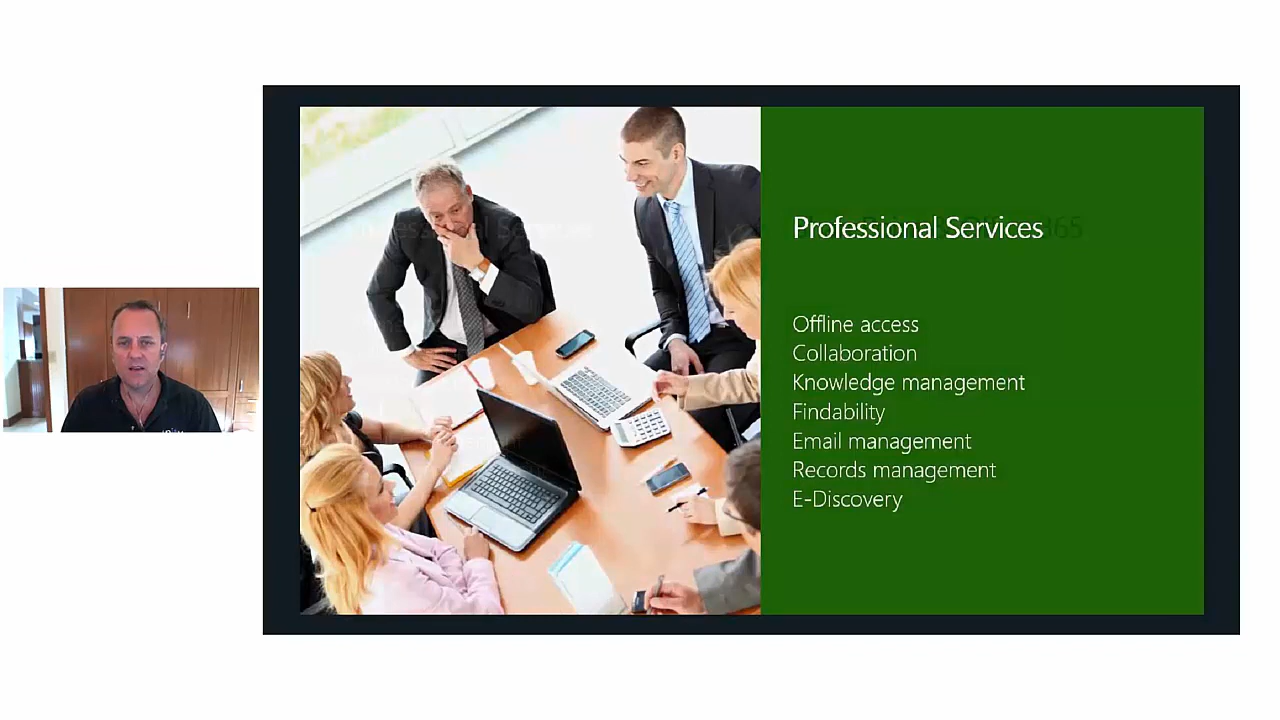 Professional Services
Offline access
Collaboration
Knowledge management
Findability
Email management
Records management
E-Discovery